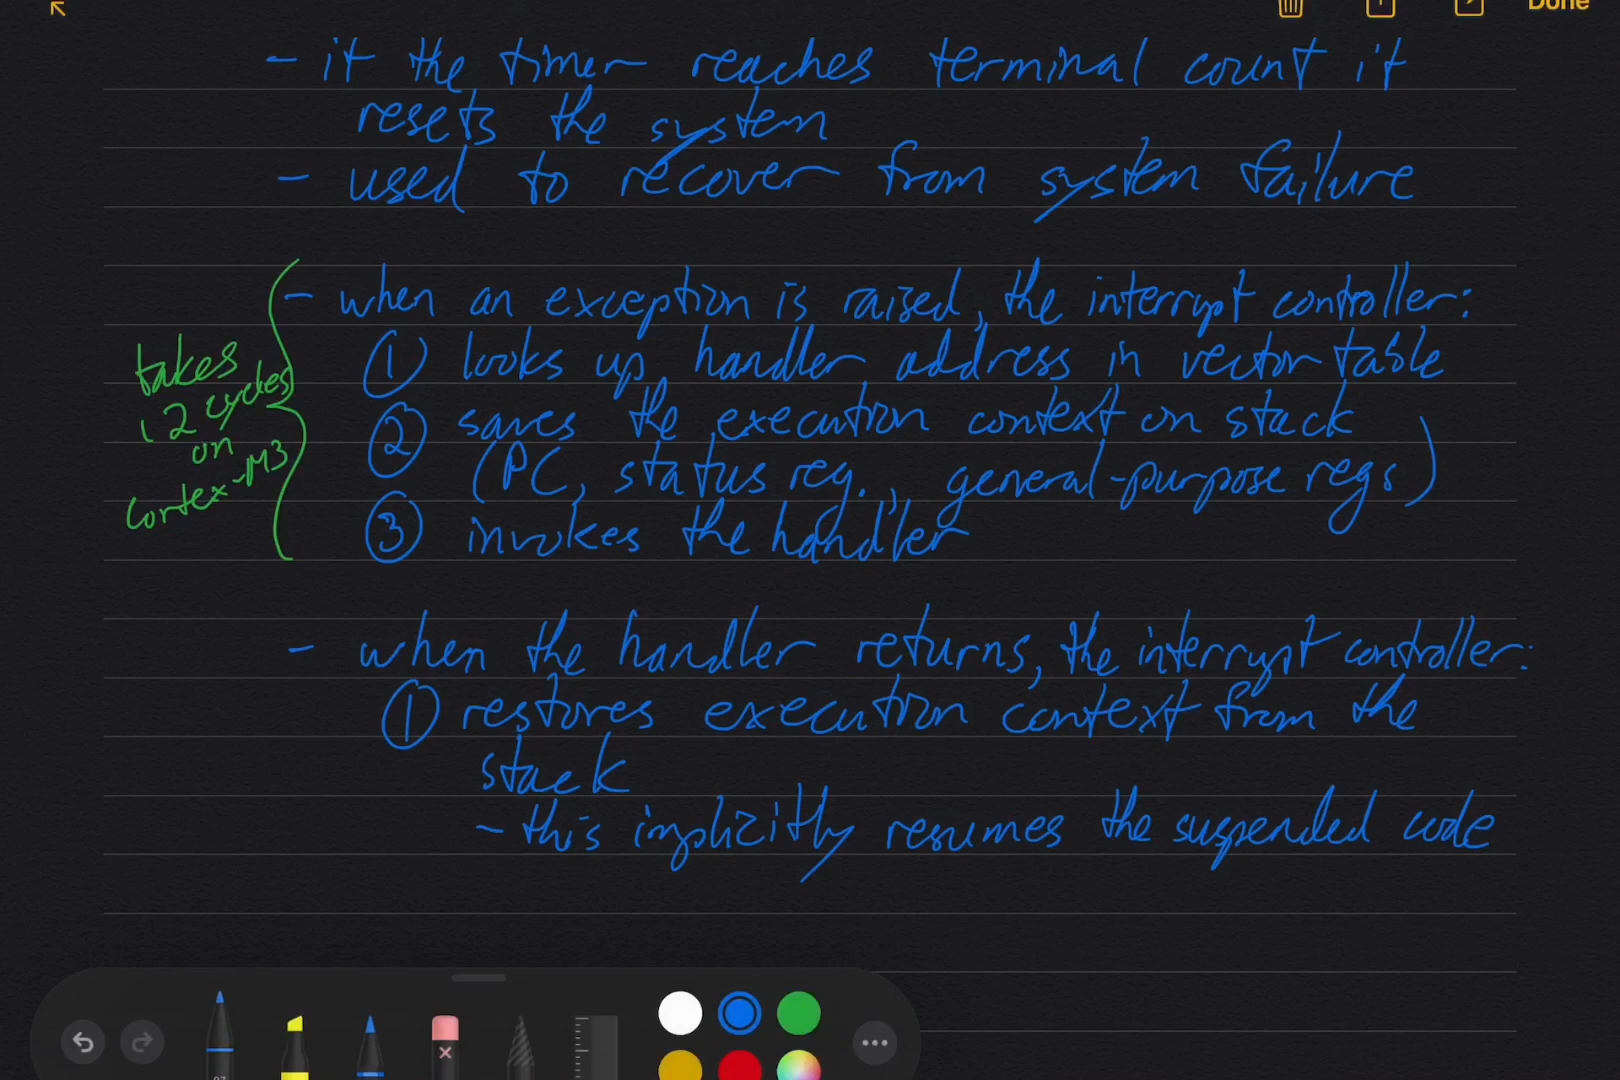 Done
- if the timer reaches terminal count it
resets the system
- used to recover from system failure
- when an exception is raised, the interrupt controller:
① looks up handler address in vector table
② saves the execution context on stack
(PC, status reg., general-purpose regs)
③ invokes the handler
takes
12 cycles
on
Cortex-M3
- when the handler returns, the interrupt controller:
① restores execution context from the
stack
- this implicitly resumes the suspended code